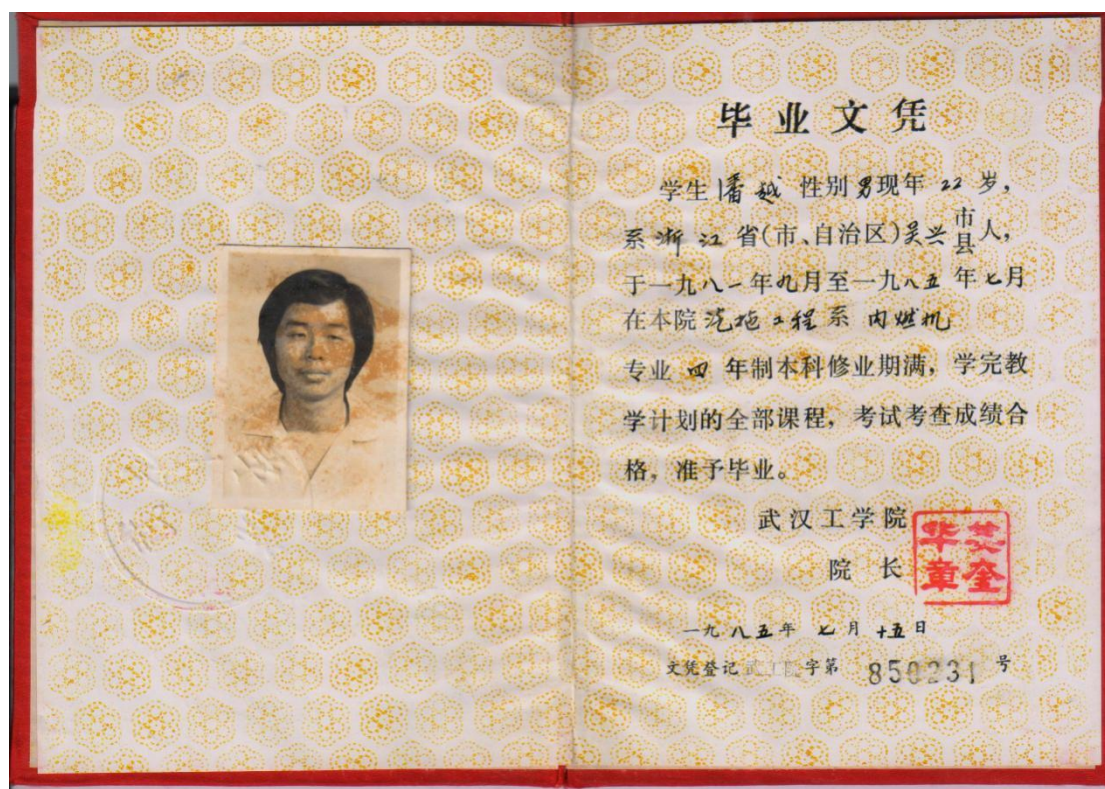 毕业文凭
学生潘越性别男现年22岁，
系浙江省（市、自治区）吴兴市县人，
于一九八一年九月至一九八五年七月
在本院汽拖工程系内燃机
专业四年制本科修业期满，学完教
学计划的全部课程，考试考查成绩合
格，准予毕业。
武汉工学院
院长
一九八五年七月十五日
文凭登记武工院字第850231号